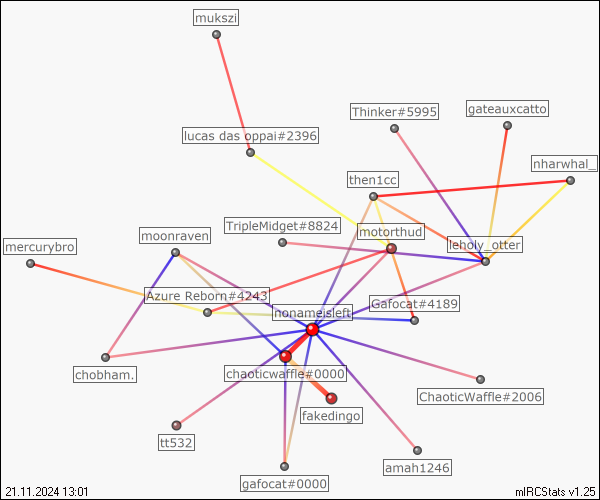 mukszi
Thinker#5995
gateauxcatto
lucas das oppai#2396
nharwhal_
then1cc
TripleMidget#8824
motorthud
moonraven
leholy_otter
mercurybro
Azure Reborn#4243
Gafocat#4189
nonameisleft
chobham.
chaoticwaffle#0000
ChaoticWaffle#2006
fakedingo
tt532
amah1246
gafocat#0000
21.11.2024 13:01
mIRCStats v1.25